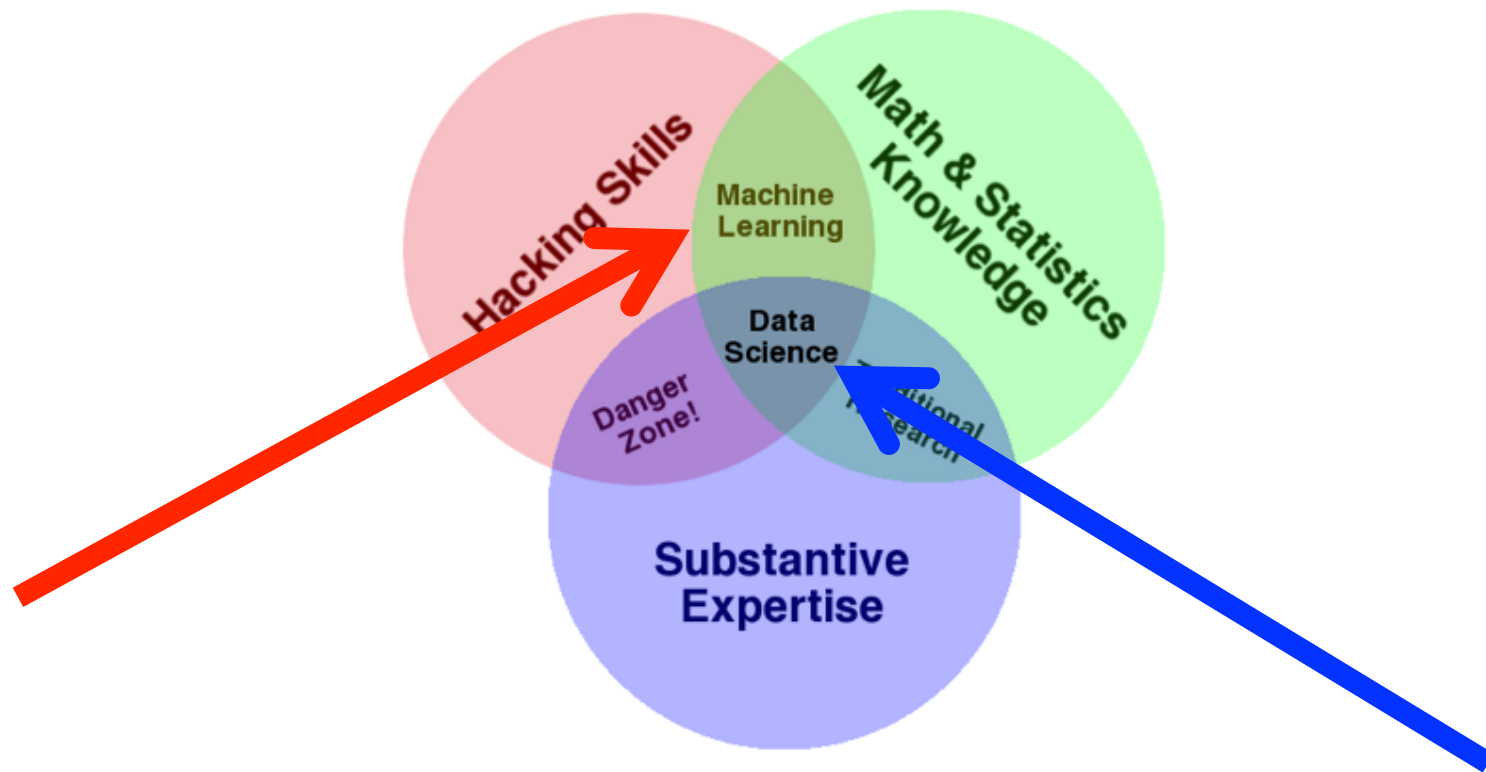 Hacking Skills
Math & Statistics
Knowledge
Machine
Learning
Data
Science
Danger
Zone!
Substantive
Expertise